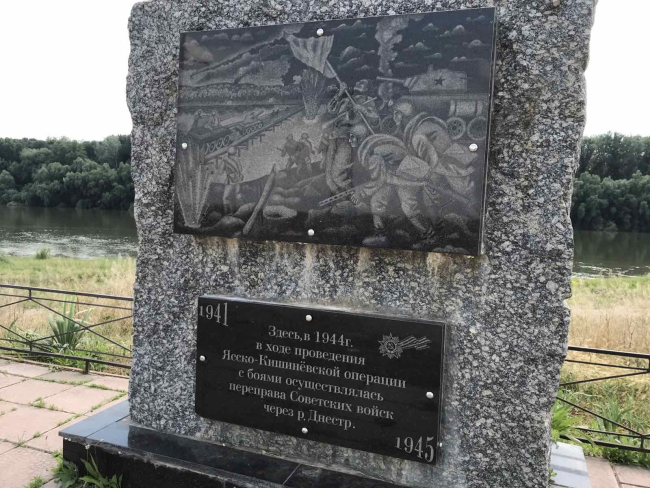 1941
Здесь, в 1944г.
в ходе проведения
Ясско-Кишинёвской операции
с боями осуществлялась
переправа Советских войск
через р. Днестр.
1945